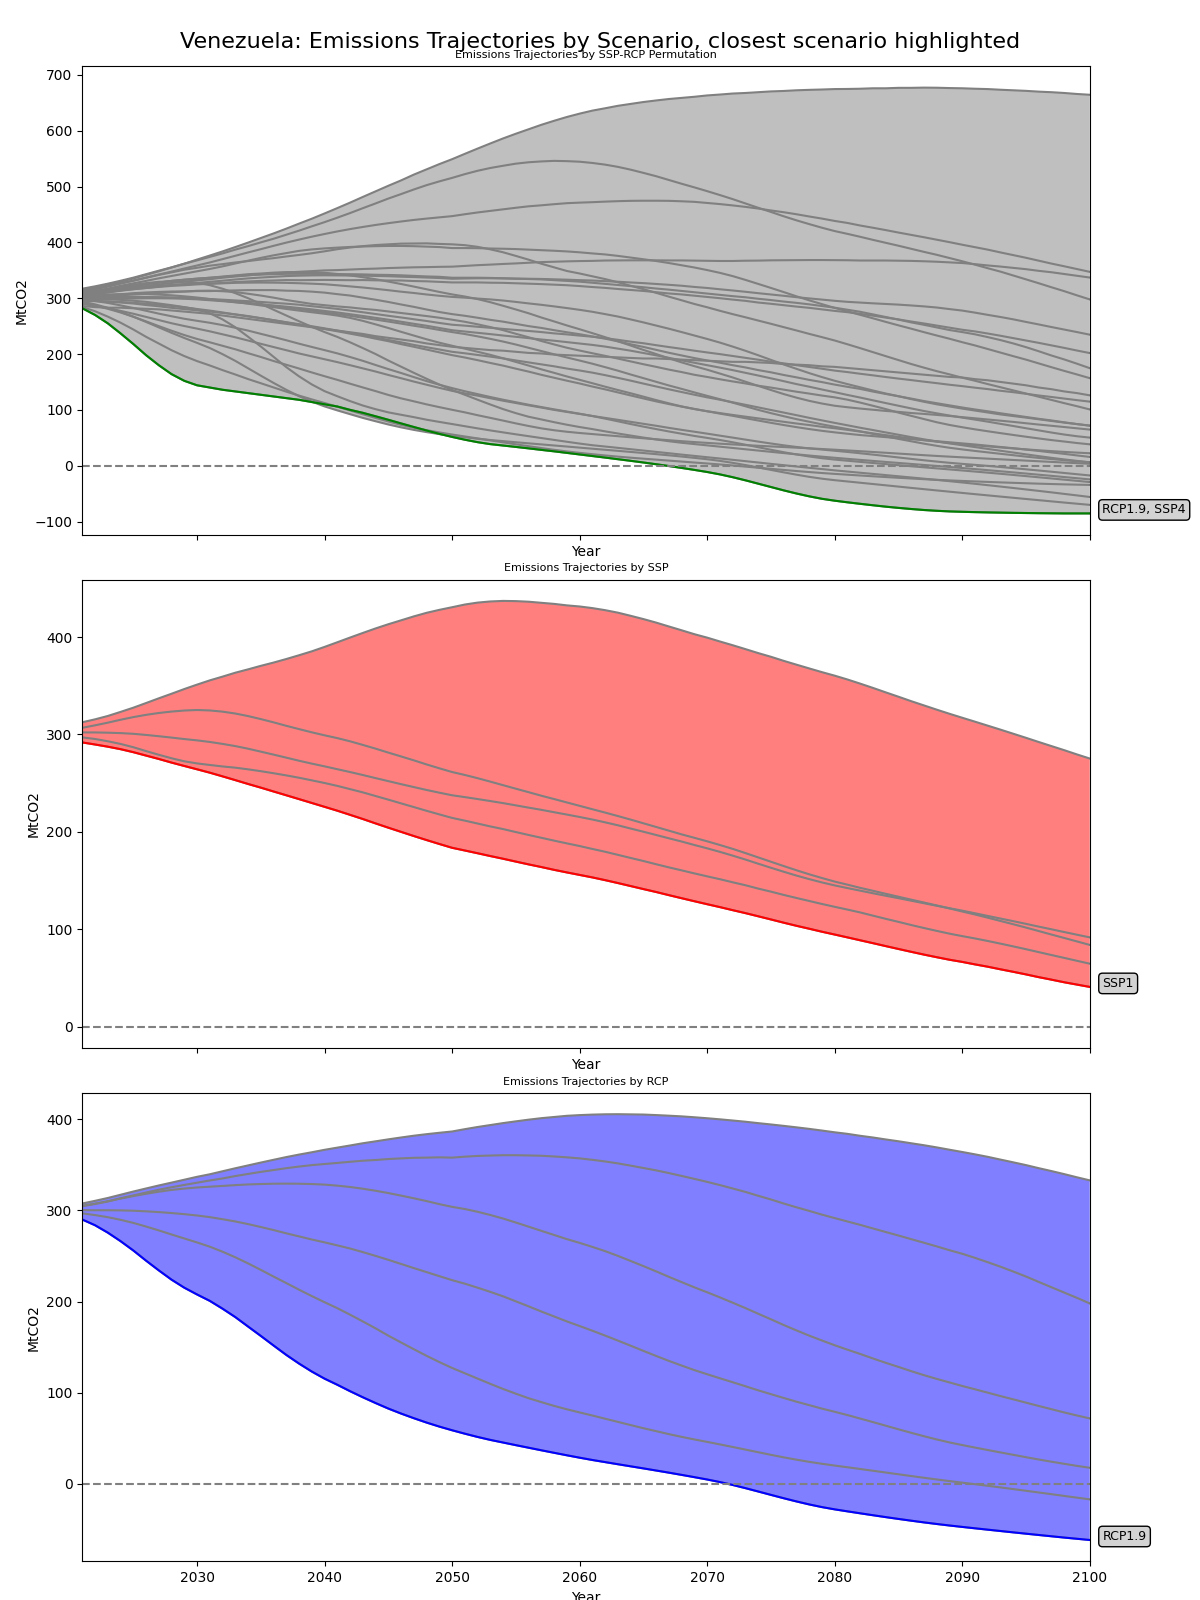 Venezuela: Emissions Trajectories by Scenario, closest scenario highlighted
Emissions Trajectories by SSP-RCP Permutation
700
600
500
400
300
200
100
0
−100
MtCO2
RCP1.9, SSP4
Year
Emissions Trajectories by SSP
400
300
200
100
0
MtCO2
SSP1
Year
Emissions Trajectories by RCP
400
300
200
100
0
MtCO2
RCP1.9
2030 2040 2050 2060 2070 2080 2090 2100
Year